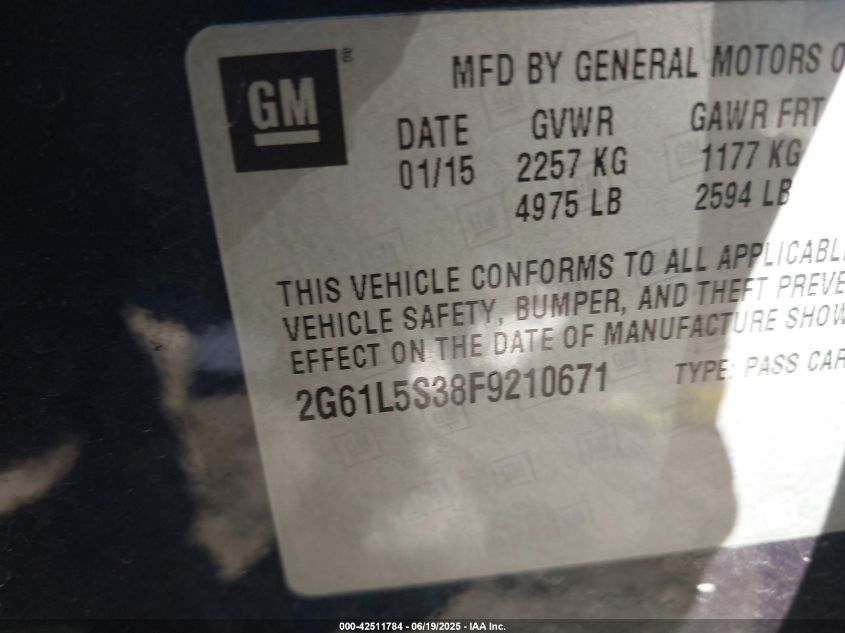 GM
MFD BY GENERAL MOTORS O
DATE GVWR GAWR FRT
01/15 2257 KG 1177 KG
4975 LB 2594 LB
THIS VEHICLE CONFORMS TO ALL APPLICABL
VEHICLE SAFETY, BUMPER, AND THEFT PREVE
EFFECT ON THE DATE OF MANUFACTURE SHOW
2G61L5S38F9210671 TYPE: PASS CAR
000-42511784 - 06/19/2025 - IAA Inc.